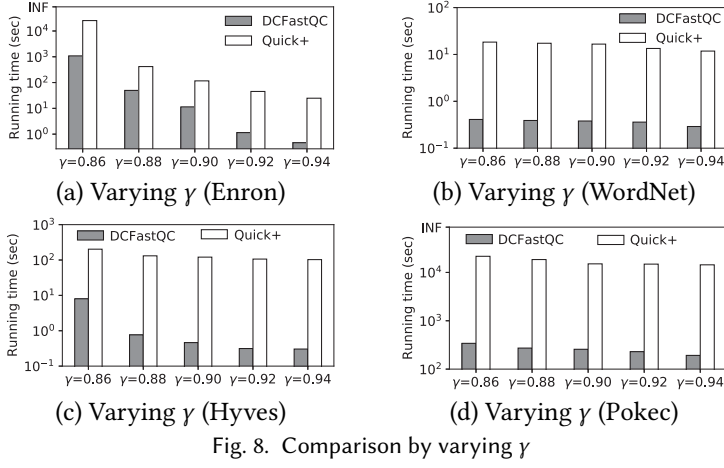 INF
10^4
10^3
10^2
10^1
10^0
Running time (sec)
DCFastQC
Quick+
γ=0.86 γ=0.88 γ=0.90 γ=0.92 γ=0.94
(a) Varying γ (Enron)
10^2
10^1
10^0
10^-1
Running time (sec)
DCFastQC
Quick+
γ=0.86 γ=0.88 γ=0.90 γ=0.92 γ=0.94
(b) Varying γ (WordNet)
10^3
10^2
10^1
10^0
10^-1
Running time (sec)
DCFastQC Quick+
γ=0.86 γ=0.88 γ=0.90 γ=0.92 γ=0.94
(c) Varying γ (Hyves)
INF
10^4
10^3
10^2
Running time (sec)
DCFastQC Quick+
γ=0.86 γ=0.88 γ=0.90 γ=0.92 γ=0.94
(d) Varying γ (Pokec)
Fig. 8. Comparison by varying γ